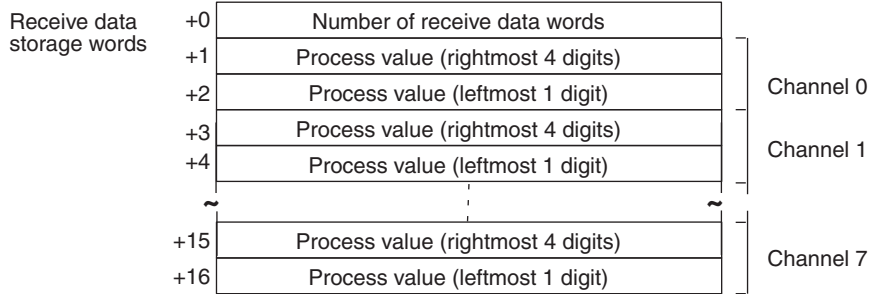 Receive data
storage words
+0 Number of receive data words
+1 Process value (rightmost 4 digits)
+2 Process value (leftmost 1 digit)
Channel 0
+3 Process value (rightmost 4 digits)
+4 Process value (leftmost 1 digit)
Channel 1
~ ~
+15 Process value (rightmost 4 digits)
+16 Process value (leftmost 1 digit)
Channel 7